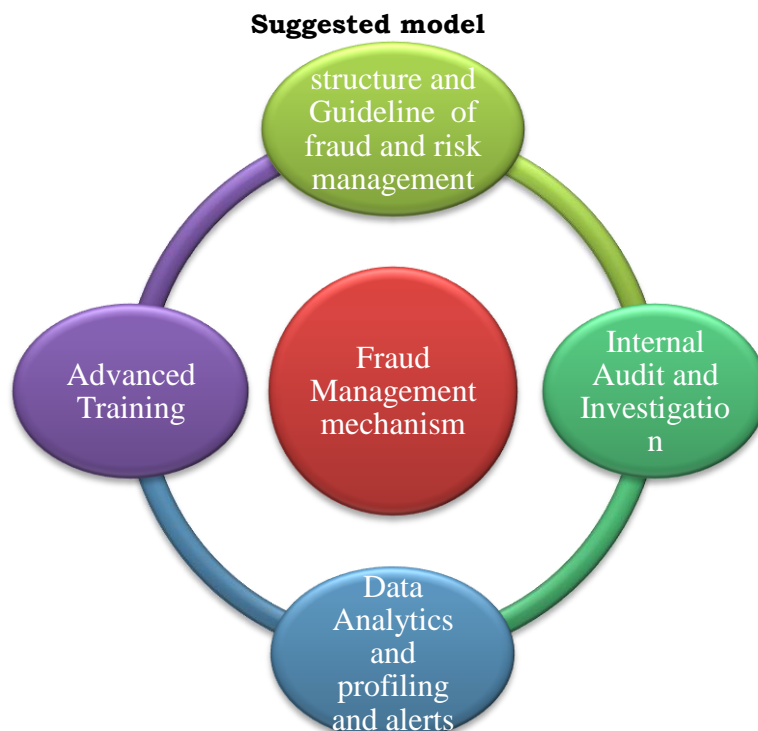 Suggested model
structure and
Guideline of
fraud and risk
management
Advanced
Training
Fraud
Management
mechanism
Internal
Audit and
Investigatio
n
Data
Analytics
and
profiling
and alerts